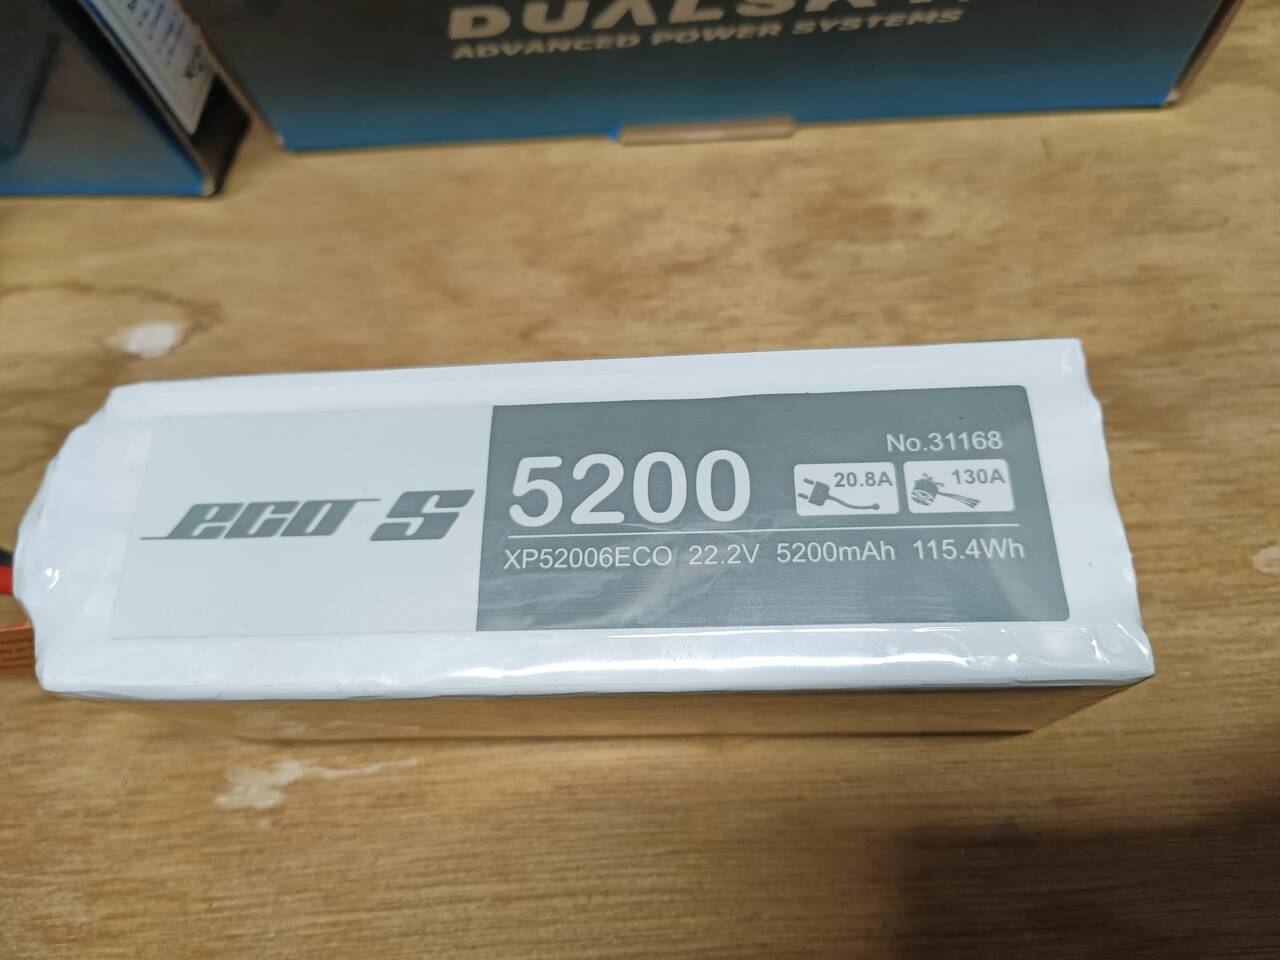 ADVANCED POWER SYSTEMS
eco S
5200
No.31168
20.8A
130A
XP52006ECO 22.2V 5200mAh 115.4Wh